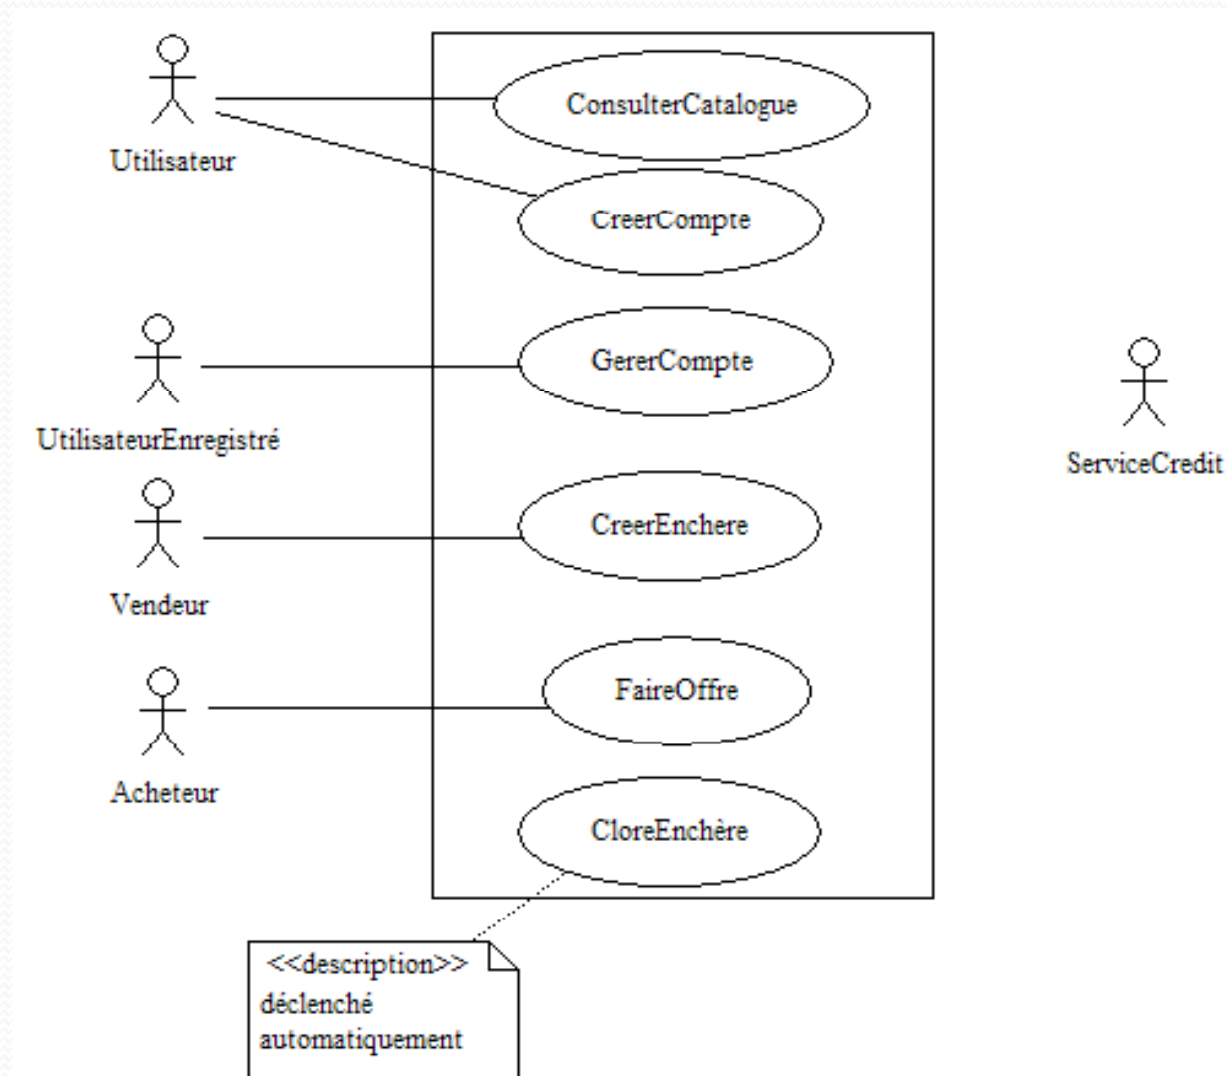 ConsulterCatalogue
Utilisateur
CreerCompte
GererCompte
UtilisateurEnregistré
ServiceCredit
CreerEnchere
Vendeur
FaireOffre
Acheteur
CloreEnchère
<<description>>
déclenché
automatiquement